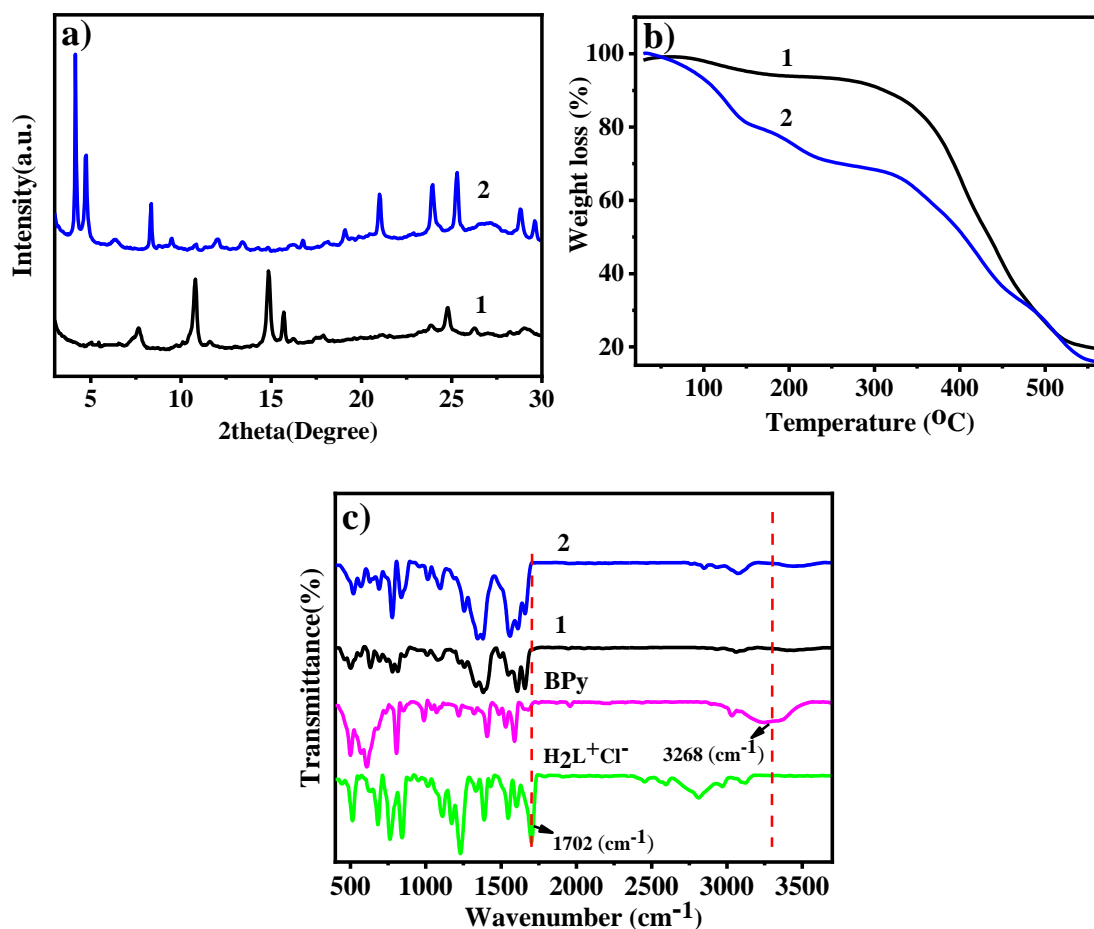 a)
2
1
Intensity(a.u.)
5 10 15 20 25 30
2theta(Degree)
b)
1
2
100
80
60
40
20
Weight loss (%)
100 200 300 400 500
Temperature (⁰C)
c)
2
1
BPy
3268 (cm⁻¹)
H₂L⁺Cl⁻
1702 (cm⁻¹)
Transmittance(%)
500 1000 1500 2000 2500 3000 3500
Wavenumber (cm⁻¹)